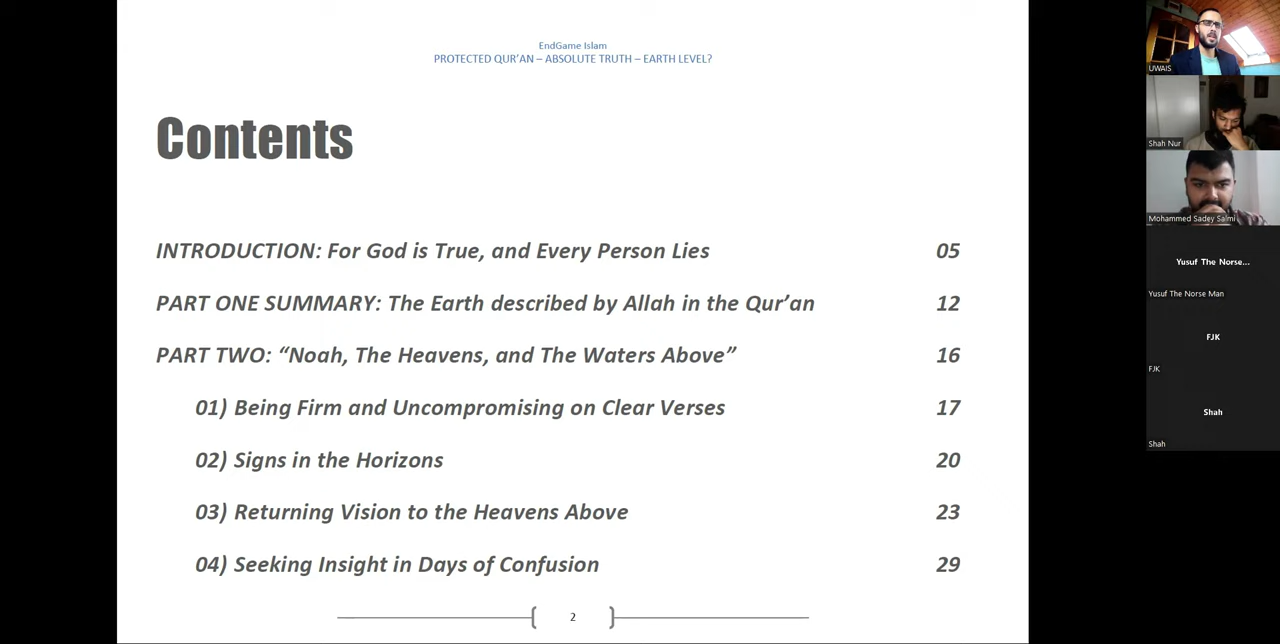 EndGame Islam
PROTECTED QUR’AN – ABSOLUTE TRUTH – EARTH LEVEL?
Contents
INTRODUCTION: For God is True, and Every Person Lies 05
PART ONE SUMMARY: The Earth described by Allah in the Qur’an 12
PART TWO: “Noah, The Heavens, and The Waters Above” 16
01) Being Firm and Uncompromising on Clear Verses 17
02) Signs in the Horizons 20
03) Returning Vision to the Heavens Above 23
04) Seeking Insight in Days of Confusion 29
2
UWAIS
Shah Nur
Mohammed Sadey Salmi
Yusuf The Norse...
Yusuf The Norse Man
FJK
FJK
Shah
Shah